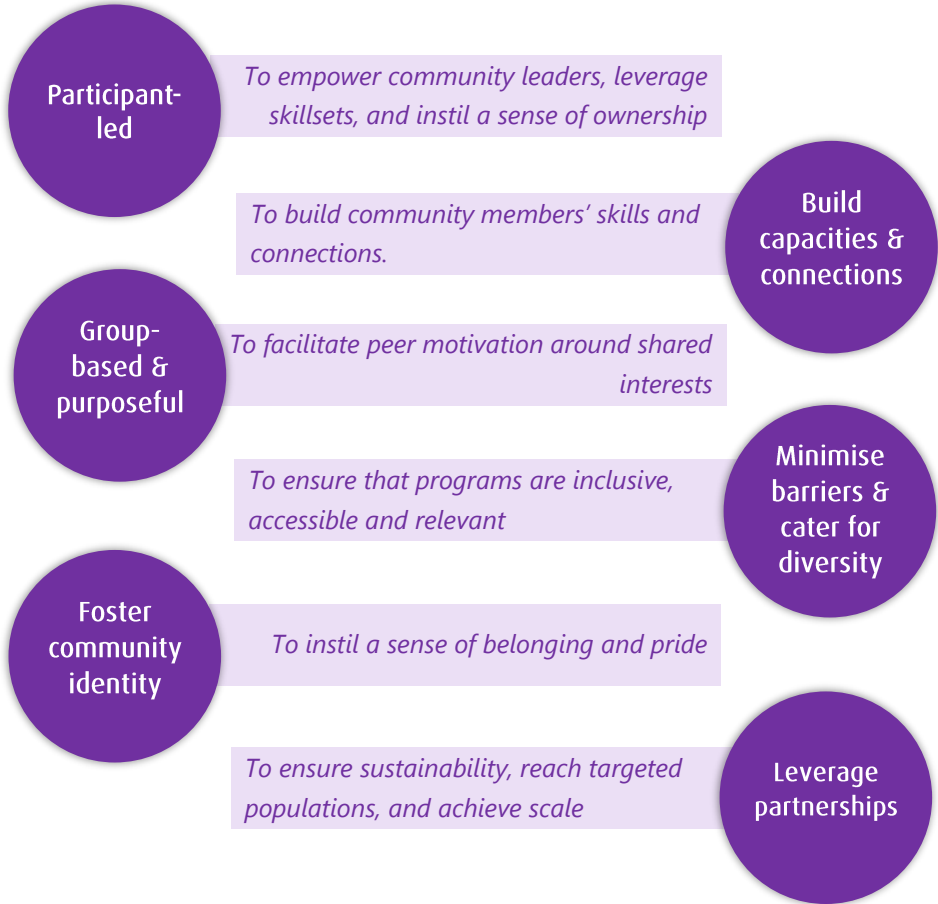 Participant-
led
To empower community leaders, leverage
skillsets, and instil a sense of ownership
To build community members’ skills and
connections.
Build
capacities &
connections
Group-
based &
purposeful
To facilitate peer motivation around shared
interests
To ensure that programs are inclusive,
accessible and relevant
Minimise
barriers &
cater for
diversity
Foster
community
identity
To instil a sense of belonging and pride
To ensure sustainability, reach targeted
populations, and achieve scale
Leverage
partnerships